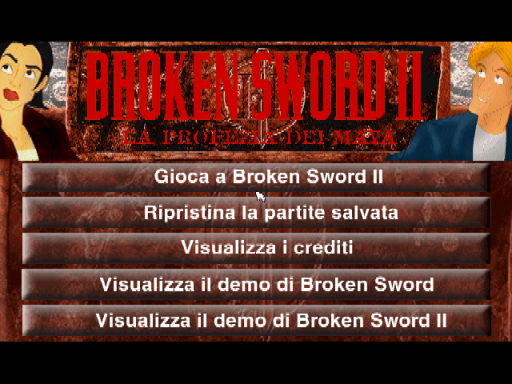 BROKEN SWORD II
LA PROFEZIA DEI MAYA
Gioca a Broken Sword II
Ripristina la partite salvata
Visualizza i crediti
Visualizza il demo di Broken Sword
Visualizza il demo di Broken Sword II